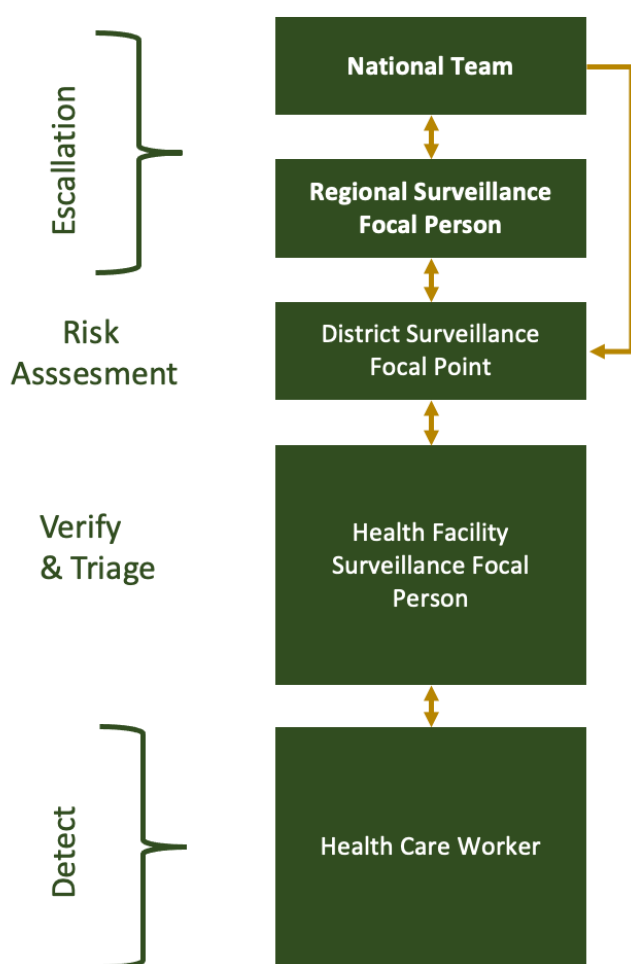 Escallation
National Team
Regional Surveillance
Focal Person
Risk
Asssesment
District Surveillance
Focal Point
Verify
& Triage
Health Facility
Surveillance Focal
Person
Detect
Health Care Worker